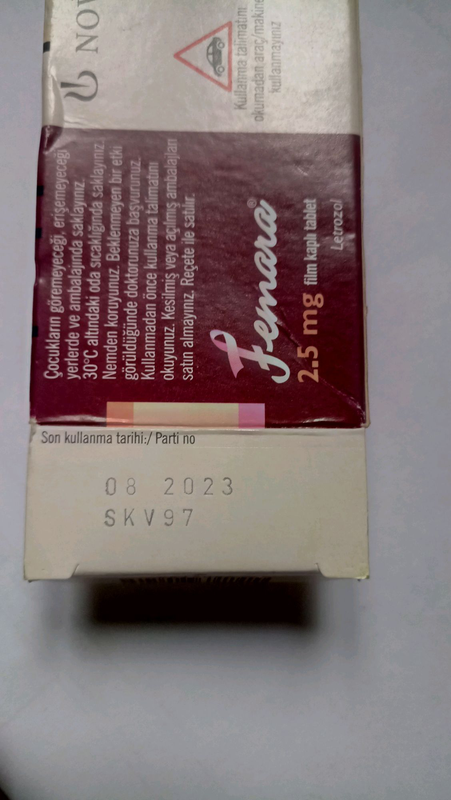 NOV
Kullanma talimatını
okumadan araç/makine
kullanmayınız
Çocukların göremeyeceği, erişemeyeceği
yerlerde ve ambalajında saklayınız.
30°C altındaki oda sıcaklığında saklayınız.
Nemden koruyunuz. Beklenmeyen bir etki
görüldüğünde doktorunuza başvurunuz.
Kullanmadan önce kullanma talimatını
okuyunuz. Kesilmiş veya açılmış ambalajları
satın almayınız. Reçete ile satılır.
Femara®
2.5 mg film kaplı tablet
Letrozol
Son kullanma tarihi:/ Parti no
08 2023
SKV97